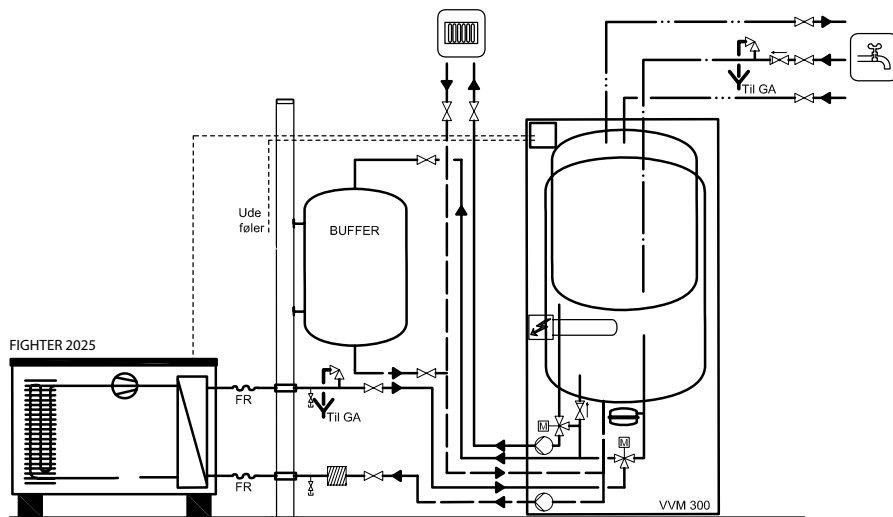 Til GA
Ude
føler
BUFFER
FIGHTER 2025
FR
Til GA
M
M
FR
VVM 300